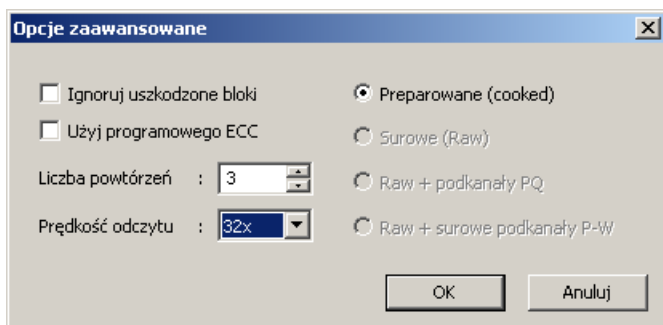 Opcje zaawansowane
Ignoruj uszkodzone bloki
Użyj programowego ECC
Liczba powtórzeń : 3
Prędkość odczytu : 32x
Preparowane (cooked)
Surowe (Raw)
Raw + podkanały PQ
Raw + surowe podkanały P-W
OK
Anuluj